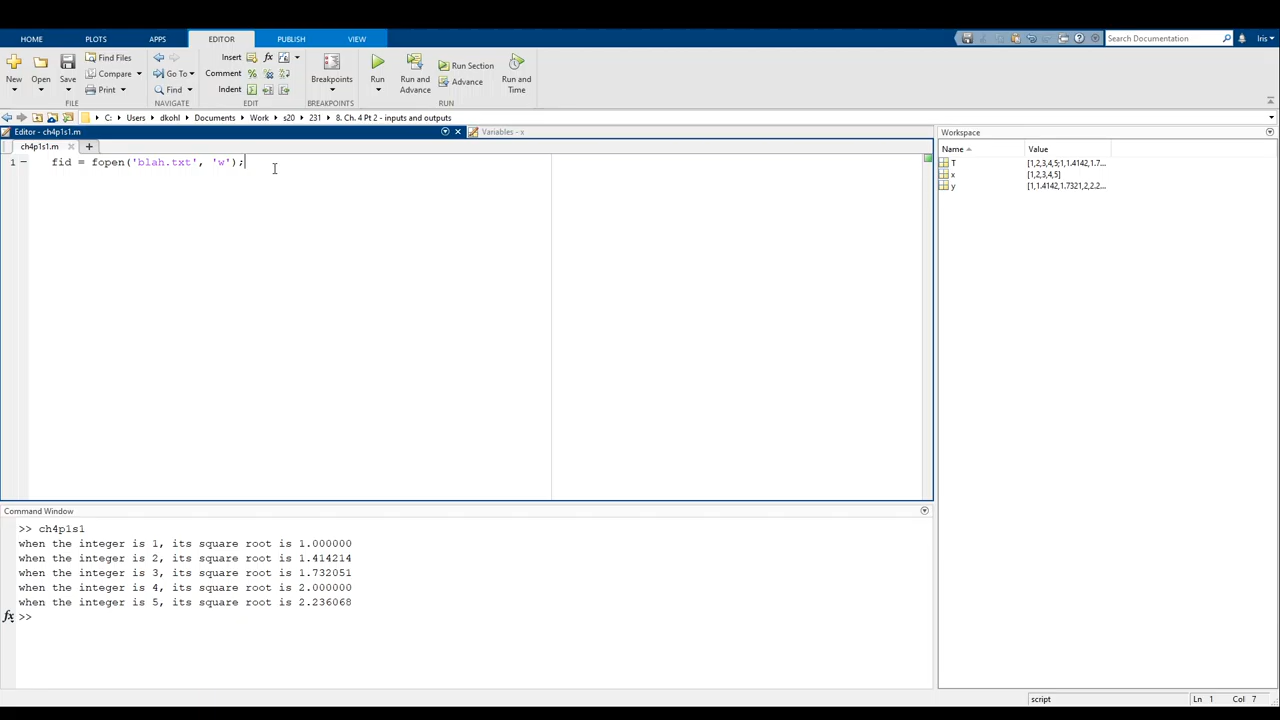 HOME PLOTS APPS EDITOR PUBLISH VIEW Search Documentation Iris
New Open Save Find Files Compare Print
FILE
Go To Find
NAVIGATE
Insert fx
Comment
Indent
EDIT
Breakpoints
BREAKPOINTS
Run Run and Advance Run Section Advance Run and Time
RUN
C: Users dkohl Documents Work s20 231 8. Ch. 4 Pt 2 - inputs and outputs
Editor - ch4p1s1.m
Variables - x
ch4p1s1.m
1 fid = fopen('blah.txt', 'w');
Workspace
Name Value
T [1,2,3,4,5;1,1.4142,1.7...
x [1,2,3,4,5]
y [1,1.4142,1.7321,2,2.2...
Command Window
>> ch4p1s1
when the integer is 1, its square root is 1.000000
when the integer is 2, its square root is 1.414214
when the integer is 3, its square root is 1.732051
when the integer is 4, its square root is 2.000000
when the integer is 5, its square root is 2.236068
fx >>
script Ln 1 Col 7